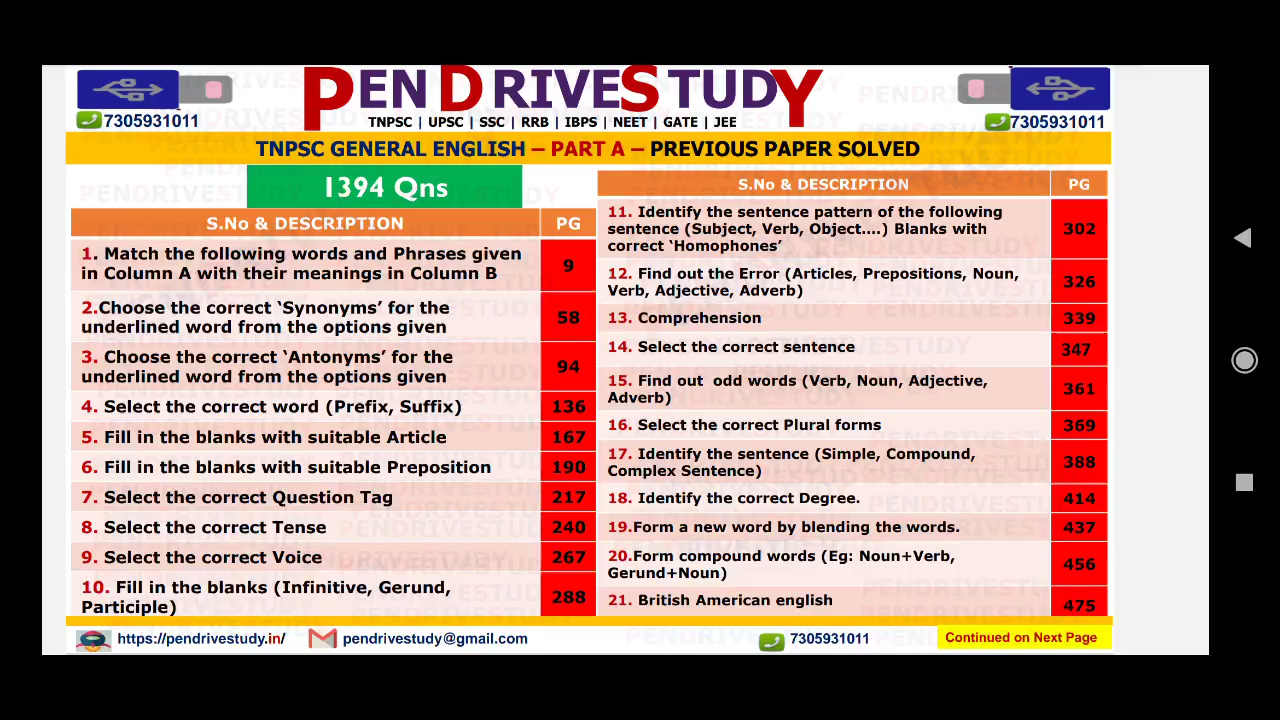 PENDRIVESTUDY
7305931011
TNPSC | UPSC | SSC | RRB | IBPS | NEET | GATE | JEE
7305931011
TNPSC GENERAL ENGLISH – PART A – PREVIOUS PAPER SOLVED
1394 Qns
S.No & DESCRIPTION PG
1. Match the following words and Phrases given
in Column A with their meanings in Column B
9
2.Choose the correct ‘Synonyms’ for the
underlined word from the options given
58
3. Choose the correct ‘Antonyms’ for the
underlined word from the options given
94
4. Select the correct word (Prefix, Suffix) 136
5. Fill in the blanks with suitable Article 167
6. Fill in the blanks with suitable Preposition 190
7. Select the correct Question Tag 217
8. Select the correct Tense 240
9. Select the correct Voice 267
10. Fill in the blanks (Infinitive, Gerund,
Participle)
288
S.No & DESCRIPTION PG
11. Identify the sentence pattern of the following
sentence (Subject, Verb, Object....) Blanks with
correct ‘Homophones’
302
12. Find out the Error (Articles, Prepositions, Noun,
Verb, Adjective, Adverb)
326
13. Comprehension 339
14. Select the correct sentence 347
15. Find out odd words (Verb, Noun, Adjective,
Adverb)
361
16. Select the correct Plural forms 369
17. Identify the sentence (Simple, Compound,
Complex Sentence)
388
18. Identify the correct Degree. 414
19.Form a new word by blending the words. 437
20.Form compound words (Eg: Noun+Verb,
Gerund+Noun)
456
21. British American english 475
https://pendrivestudy.in/ pendrivestudy@gmail.com 7305931011 Continued on Next Page